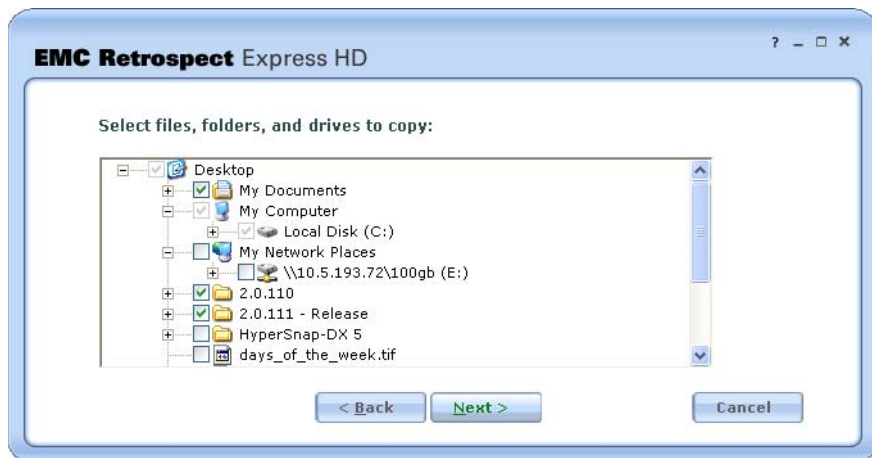 EMC Retrospect Express HD
Select files, folders, and drives to copy:
Desktop
My Documents
My Computer
Local Disk (C:)
My Network Places
\\10.5.193.72\100gb (E:)
2.0.110
2.0.111 - Release
HyperSnap-DX 5
days_of_the_week.tif
< Back
Next >
Cancel